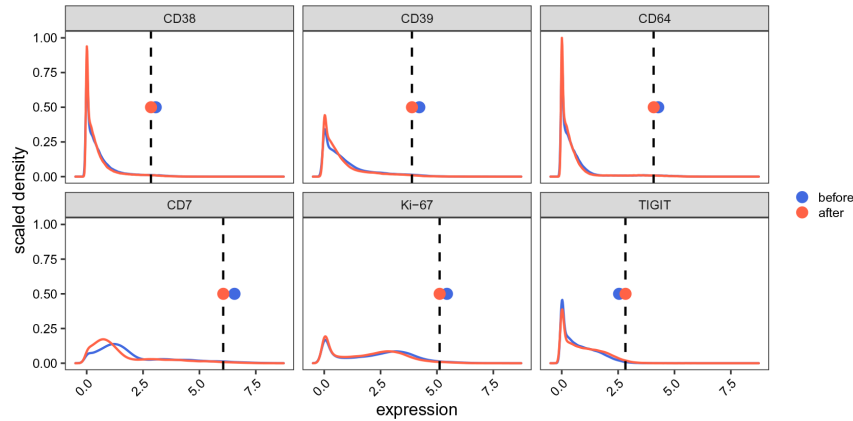 CD38 CD39 CD64
1.00
0.75
0.50
0.25
0.00
CD7 Ki−67 TIGIT
1.00
0.75
0.50
0.25
0.00
0.0 2.5 5.0 7.5 0.0 2.5 5.0 7.5 0.0 2.5 5.0 7.5
expression
scaled density
before
after